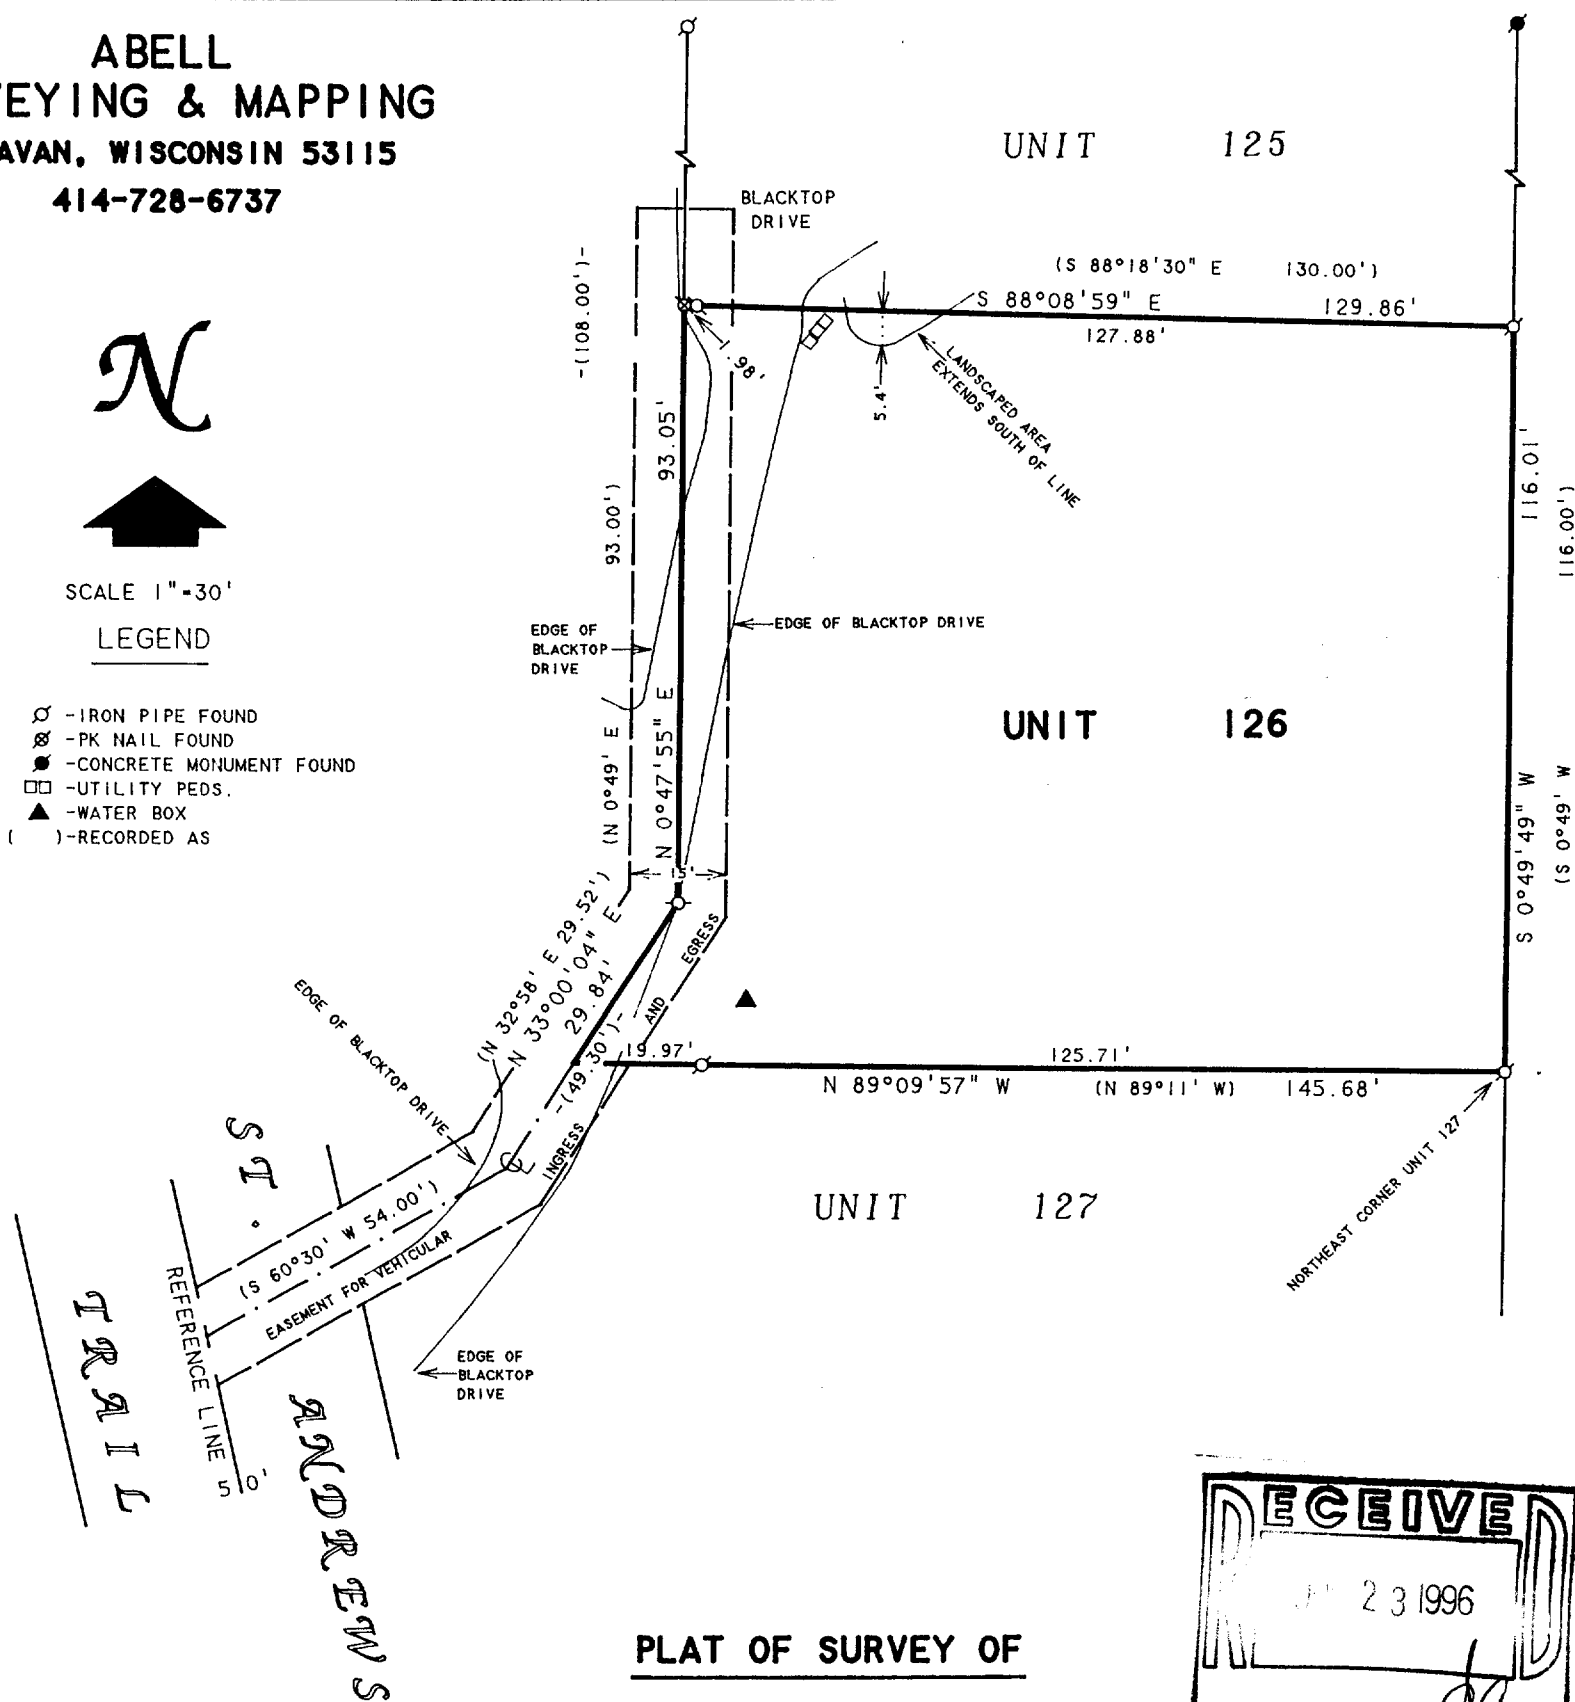 ABELL
EYING & MAPPING
AVAN, WISCONSIN 53115
414-728-6737
UNIT 125
BLACKTOP
DRIVE
(S 88°18'30" E 130.00')
S 88°08'59" E 129.86'
127.88'
-(108.00')-
1.98'
5.4'
LANDSCAPED AREA
EXTENDS SOUTH OF LINE
N
SCALE 1"=30'
LEGEND
-IRON PIPE FOUND
-PK NAIL FOUND
-CONCRETE MONUMENT FOUND
-UTILITY PEDS.
-WATER BOX
( )-RECORDED AS
93.05'
93.00')
(N 0°49' E
N 0°47'55" E
EDGE OF
BLACKTOP
DRIVE
EDGE OF BLACKTOP DRIVE
UNIT 126
116.01'
116.00')
S 0°49'49" W
(S 0°49' W
15'
(N 32°58' E 29.52')
N 33°00'04" E
29.84'
-(49.30')-
INGRESS AND EGRESS
EDGE OF BLACKTOP DRIVE
19.97'
125.71'
N 89°09'57" W (N 89°11' W) 145.68'
UNIT 127
NORTHEAST CORNER UNIT 127
(S 60°30' W 54.00')
EASEMENT FOR VEHICULAR
REFERENCE LINE
50'
EDGE OF
BLACKTOP
DRIVE
ST. ANDREWS
TRAIL
RECEIVED
23 1996
PLAT OF SURVEY OF